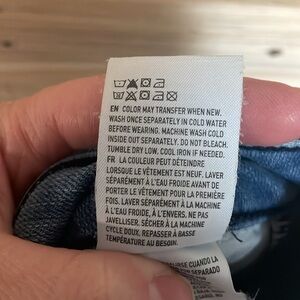 EN COLOR MAY TRANSFER WHEN NEW.
WASH ONCE SEPARATELY IN COLD WATER
BEFORE WEARING. MACHINE WASH COLD
INSIDE OUT SEPARATELY. DO NOT BLEACH.
TUMBLE DRY LOW. COOL IRON IF NEEDED.
FR LA COULEUR PEUT DÉTEINDRE
LORSQUE LE VÊTEMENT EST NEUF. LAVER
SÉPARÉMENT À L'EAU FROIDE AVANT DE
PORTER LE VÊTEMENT POUR LA PREMIÈRE
FOIS. LAVER SÉPARÉMENT À LA MACHINE
À L'EAU FROIDE, À L'ENVERS. NE PAS
JAVELLISER. SÉCHER À LA MACHINE
CYCLE DOUX. REPASSER À BASSE
TEMPÉRATURE AU BESOIN.
CUANDO LA
SEPARADO